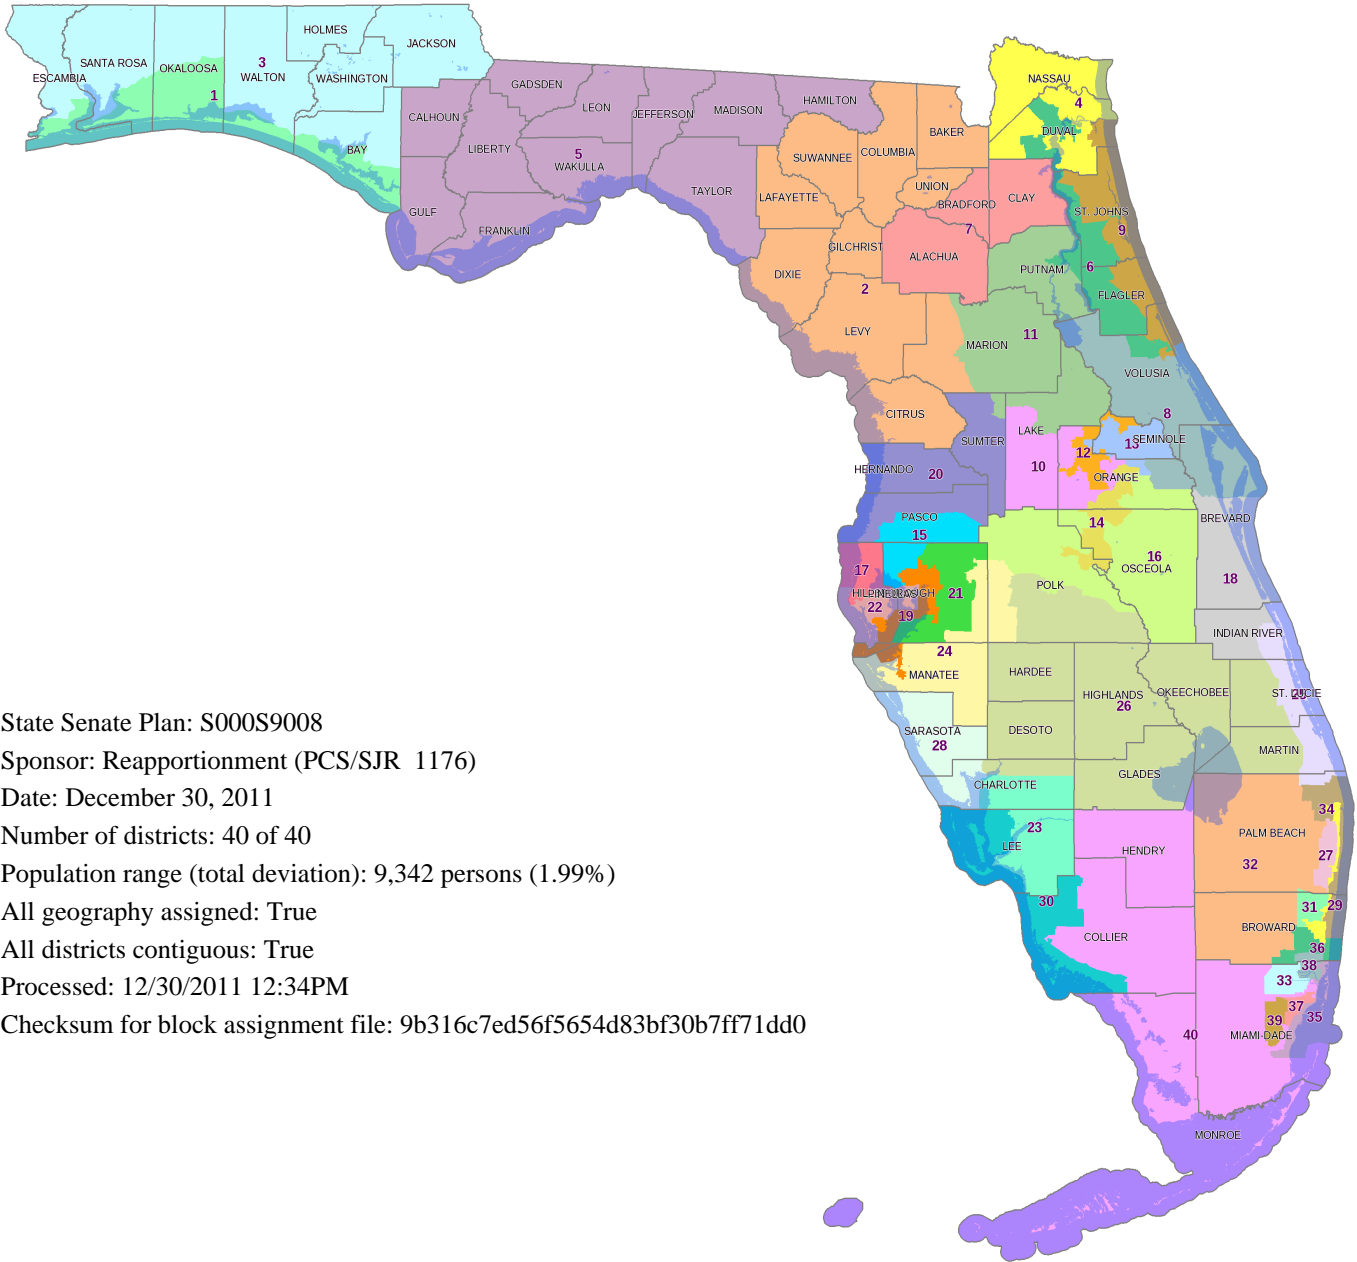 HOLMES
JACKSON
SANTA ROSA
OKALOOSA
3
WALTON
ESCAMBIA
WASHINGTON
1
BAY
GADSDEN
LEON
JEFFERSON
MADISON
HAMILTON
CALHOUN
LIBERTY
5
WAKULLA
TAYLOR
GULF
FRANKLIN
NASSAU
4
DUVAL
BAKER
COLUMBIA
SUWANNEE
LAFAYETTE
UNION
BRADFORD
CLAY
ST. JOHNS
7
9
GILCHRIST
ALACHUA
DIXIE
PUTNAM
6
2
FLAGLER
LEVY
MARION
11
VOLUSIA
8
CITRUS
SUMTER
LAKE
13
SEMINOLE
12
10
HERNANDO
20
ORANGE
PASCO
15
14
BREVARD
17
16
OSCEOLA
18
POLK
21
22
19
INDIAN RIVER
24
MANATEE
HARDEE
HIGHLANDS
26
OKEECHOBEE
ST. LUCIE
25
SARASOTA
28
DESOTO
MARTIN
GLADES
CHARLOTTE
34
23
LEE
HENDRY
PALM BEACH
32
27
30
31
29
BROWARD
COLLIER
36
38
33
37
35
39
40
MIAMI-DADE
MONROE
State Senate Plan: S000S9008
Sponsor: Reapportionment (PCS/SJR 1176)
Date: December 30, 2011
Number of districts: 40 of 40
Population range (total deviation): 9,342 persons (1.99%)
All geography assigned: True
All districts contiguous: True
Processed: 12/30/2011 12:34PM
Checksum for block assignment file: 9b316c7ed56f5654d83bf30b7ff71dd0